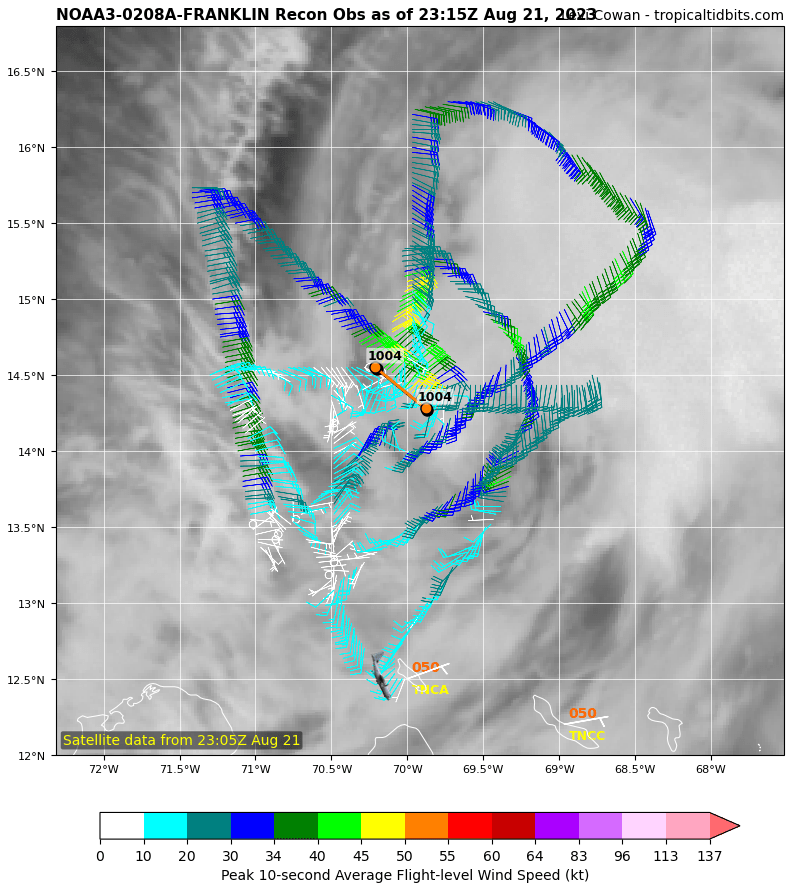 NOAA3-0208A-FRANKLIN Recon Obs as of 23:15Z Aug 21, 2023
Cowan - tropicaltidbits.com
16.5°N
16°N
15.5°N
15°N
14.5°N
14°N
13.5°N
13°N
12.5°N
12°N
1004
1004
050
TNCA
050
TNCC
Satellite data from 23:05Z Aug 21
72°W 71.5°W 71°W 70.5°W 70°W 69.5°W 69°W 68.5°W 68°W
0 10 20 30 34 40 45 50 55 60 64 83 96 113 137
Peak 10-second Average Flight-level Wind Speed (kt)